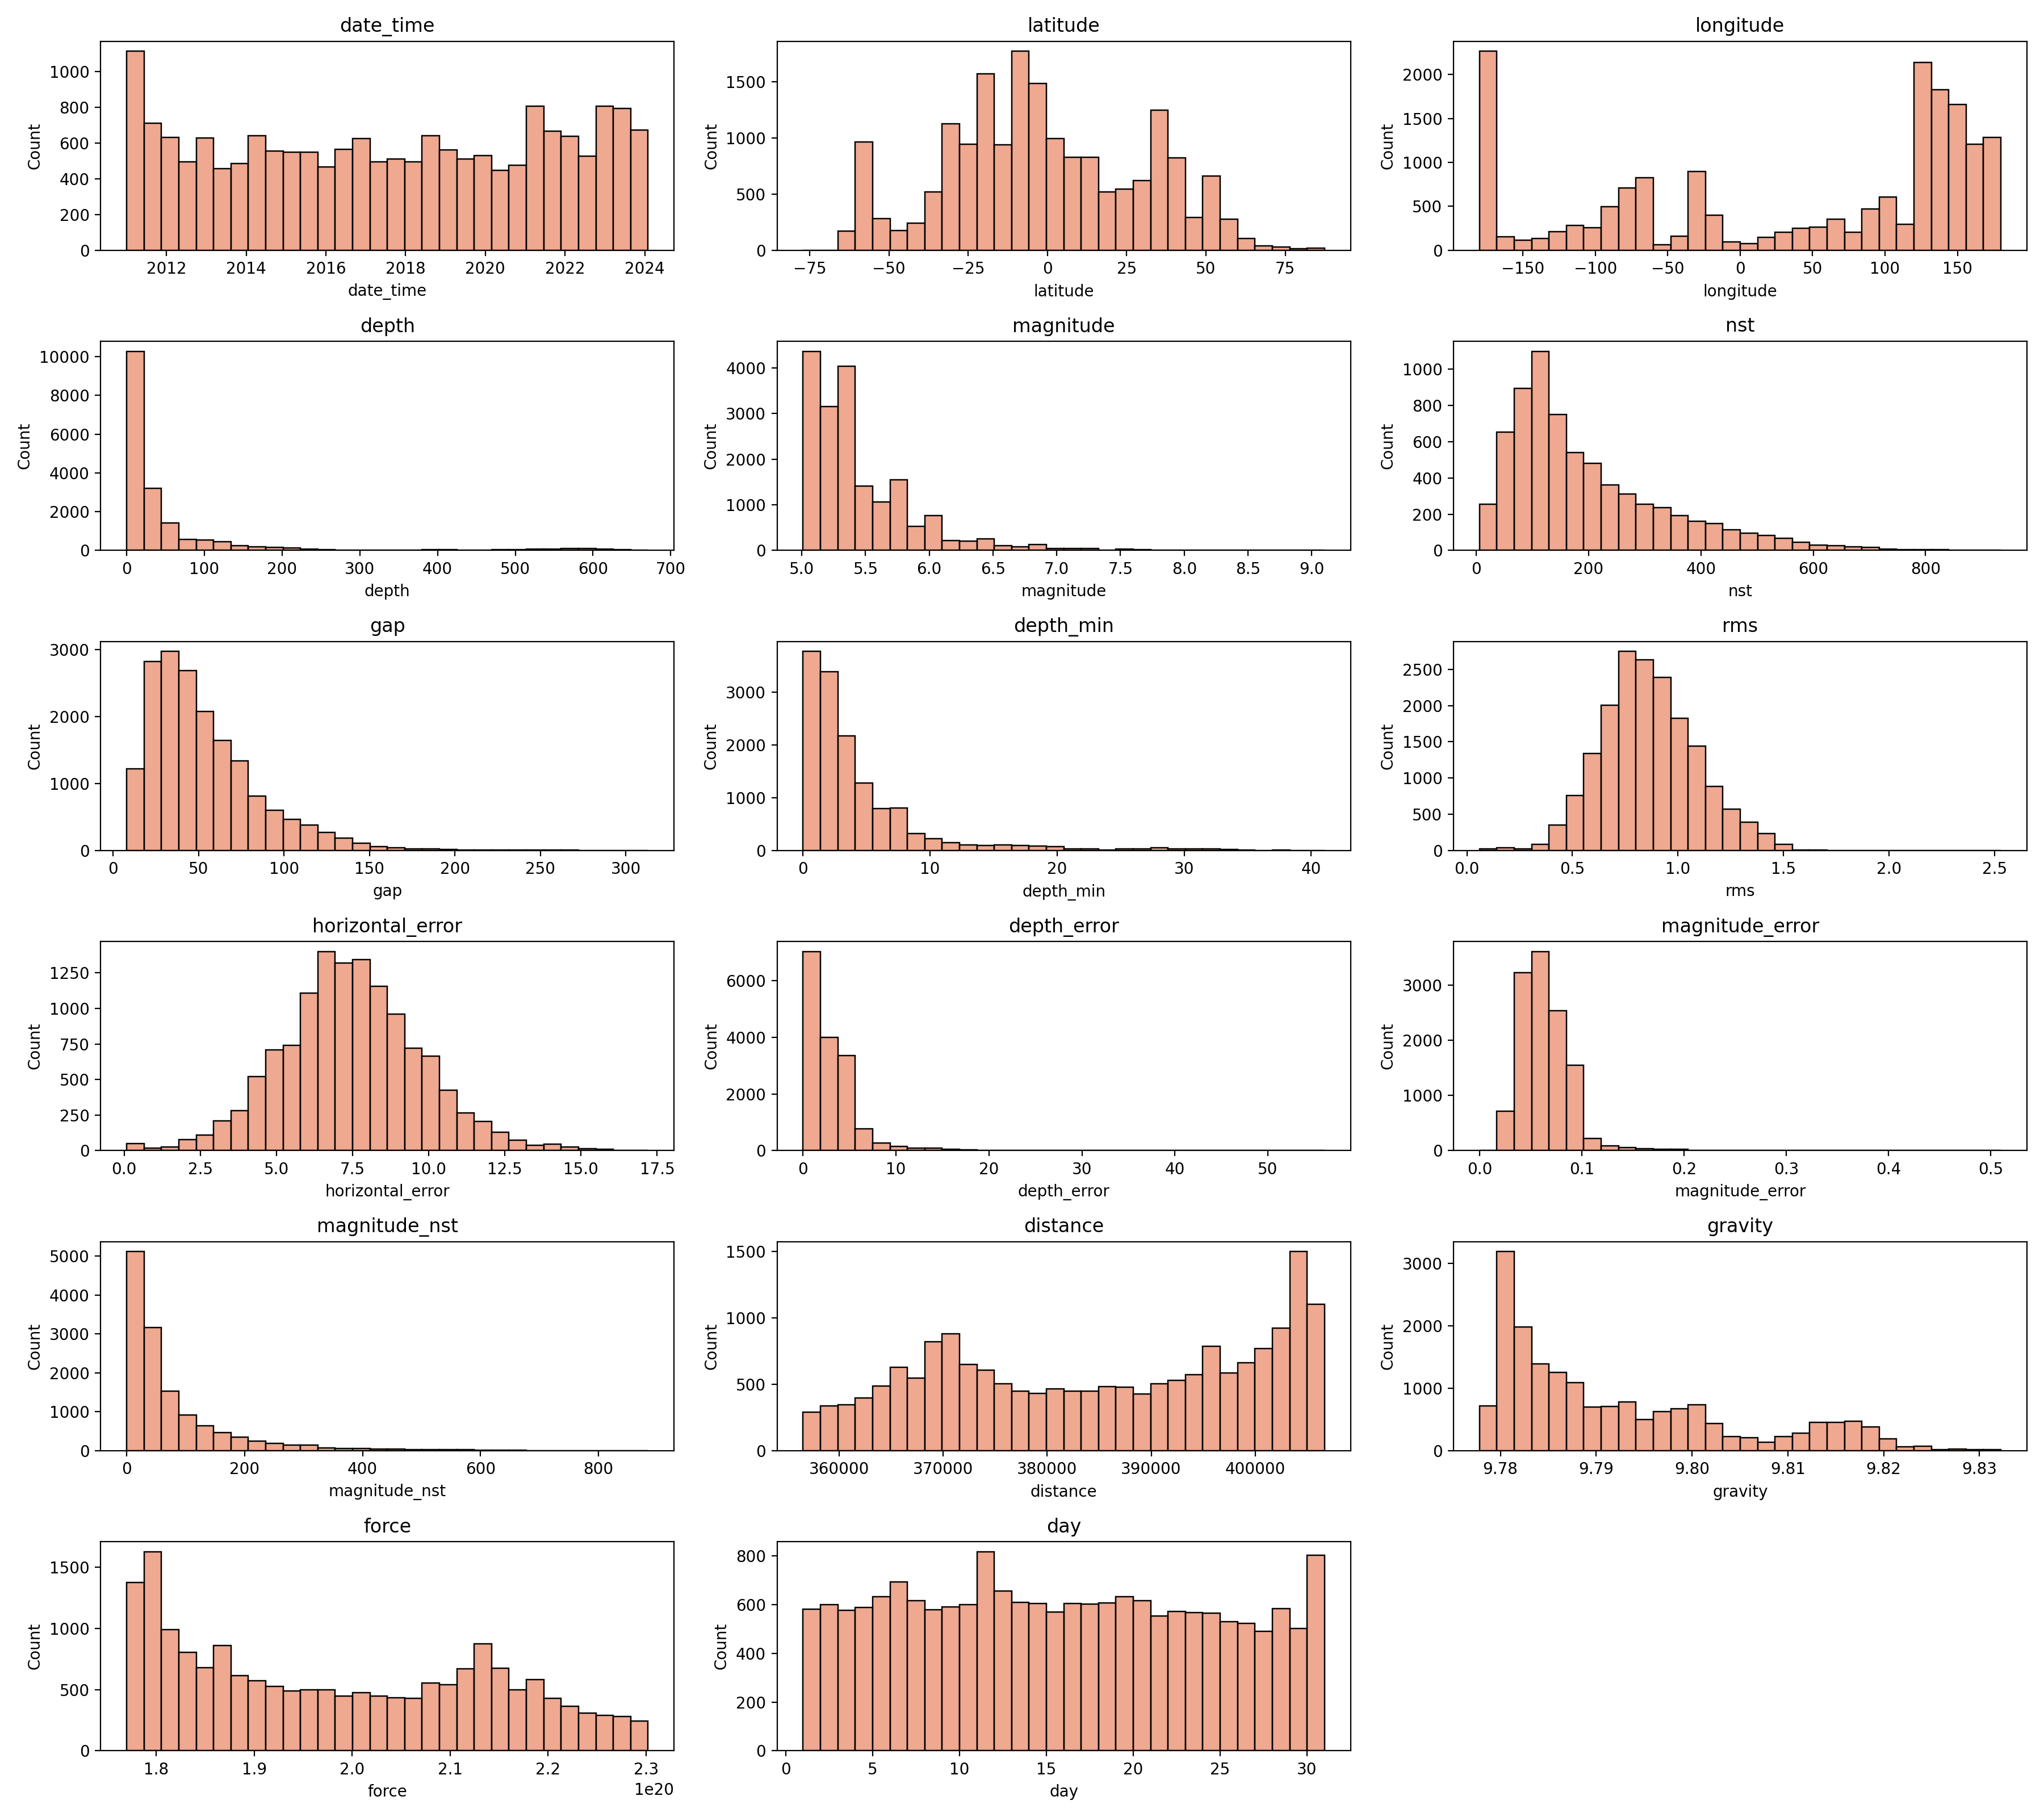 date_time
Count
1000
800
600
400
200
0
2012 2014 2016 2018 2020 2022 2024
date_time
latitude
Count
1500
1000
500
0
−75 −50 −25 0 25 50 75
latitude
longitude
Count
2000
1500
1000
500
0
−150 −100 −50 0 50 100 150
longitude
depth
Count
10000
8000
6000
4000
2000
0
0 100 200 300 400 500 600 700
depth
magnitude
Count
4000
3000
2000
1000
0
5.0 5.5 6.0 6.5 7.0 7.5 8.0 8.5 9.0
magnitude
nst
Count
1000
800
600
400
200
0
0 200 400 600 800
nst
gap
Count
3000
2000
1000
0
0 50 100 150 200 250 300
gap
depth_min
Count
3000
2000
1000
0
0 10 20 30 40
depth_min
rms
Count
2500
2000
1500
1000
500
0
0.0 0.5 1.0 1.5 2.0 2.5
rms
horizontal_error
Count
1250
1000
750
500
250
0
0.0 2.5 5.0 7.5 10.0 12.5 15.0 17.5
horizontal_error
depth_error
Count
6000
4000
2000
0
0 10 20 30 40 50
depth_error
magnitude_error
Count
3000
2000
1000
0
0.0 0.1 0.2 0.3 0.4 0.5
magnitude_error
magnitude_nst
Count
5000
4000
3000
2000
1000
0
0 200 400 600 800
magnitude_nst
distance
Count
1500
1000
500
0
360000 370000 380000 390000 400000
distance
gravity
Count
3000
2000
1000
0
9.78 9.79 9.80 9.81 9.82 9.83
gravity
force
Count
1500
1000
500
0
1.8 1.9 2.0 2.1 2.2 2.3
1e20
force
day
Count
800
600
400
200
0
0 5 10 15 20 25 30
day